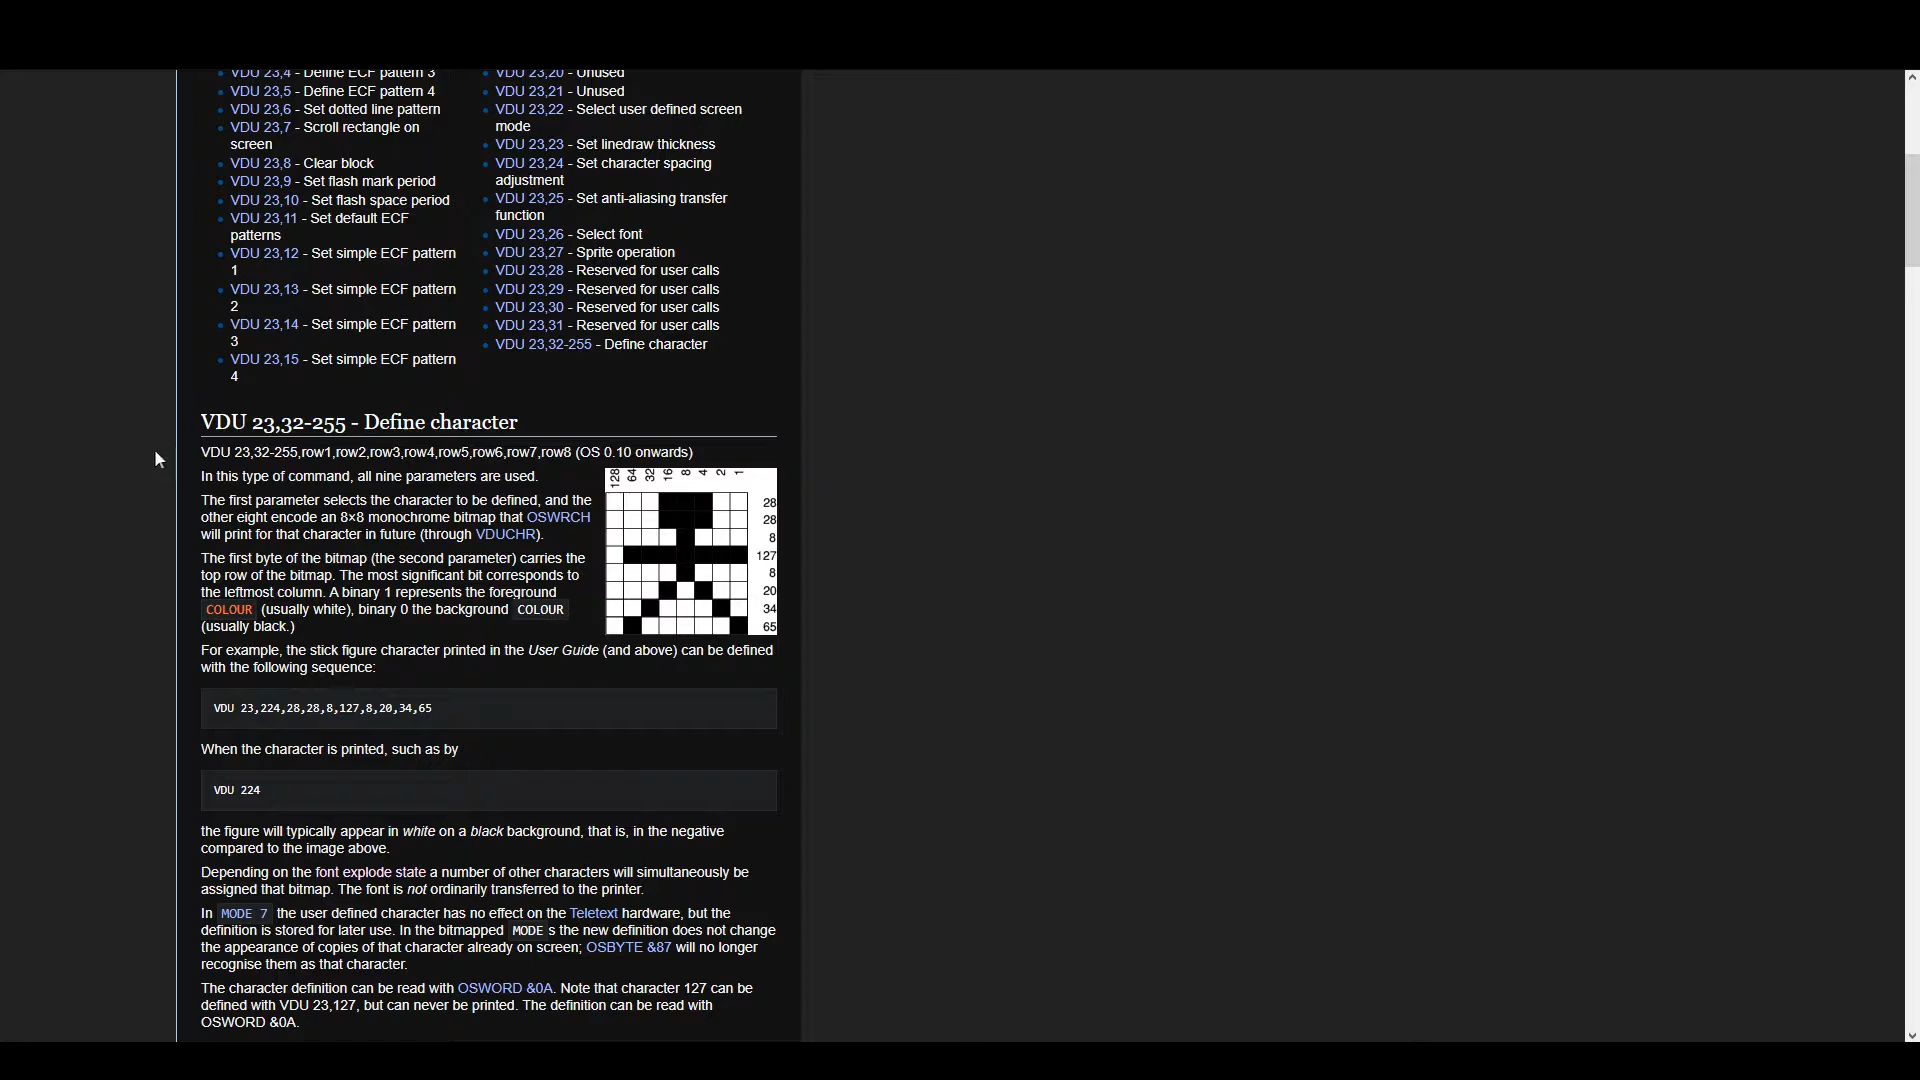 VDU 23,4 - Define ECF pattern 3
VDU 23,5 - Define ECF pattern 4
VDU 23,6 - Set dotted line pattern
VDU 23,7 - Scroll rectangle on
screen
VDU 23,8 - Clear block
VDU 23,9 - Set flash mark period
VDU 23,10 - Set flash space period
VDU 23,11 - Set default ECF
patterns
VDU 23,12 - Set simple ECF pattern
1
VDU 23,13 - Set simple ECF pattern
2
VDU 23,14 - Set simple ECF pattern
3
VDU 23,15 - Set simple ECF pattern
4
VDU 23,20 - Unused
VDU 23,21 - Unused
VDU 23,22 - Select user defined screen
mode
VDU 23,23 - Set linedraw thickness
VDU 23,24 - Set character spacing
adjustment
VDU 23,25 - Set anti-aliasing transfer
function
VDU 23,26 - Select font
VDU 23,27 - Sprite operation
VDU 23,28 - Reserved for user calls
VDU 23,29 - Reserved for user calls
VDU 23,30 - Reserved for user calls
VDU 23,31 - Reserved for user calls
VDU 23,32-255 - Define character
VDU 23,32-255 - Define character
VDU 23,32-255,row1,row2,row3,row4,row5,row6,row7,row8 (OS 0.10 onwards)
In this type of command, all nine parameters are used.
The first parameter selects the character to be defined, and the
other eight encode an 8×8 monochrome bitmap that OSWRCH
will print for that character in future (through VDUCHR).
The first byte of the bitmap (the second parameter) carries the
top row of the bitmap. The most significant bit corresponds to
the leftmost column. A binary 1 represents the foreground
COLOUR (usually white), binary 0 the background COLOUR
(usually black.)
128 64 32 16 8 4 2 1
28
28
8
127
8
20
34
65
For example, the stick figure character printed in the User Guide (and above) can be defined
with the following sequence:
VDU 23,224,28,28,8,127,8,20,34,65
When the character is printed, such as by
VDU 224
the figure will typically appear in white on a black background, that is, in the negative
compared to the image above.
Depending on the font explode state a number of other characters will simultaneously be
assigned that bitmap. The font is not ordinarily transferred to the printer.
In MODE 7 the user defined character has no effect on the Teletext hardware, but the
definition is stored for later use. In the bitmapped MODE s the new definition does not change
the appearance of copies of that character already on screen; OSBYTE &87 will no longer
recognise them as that character.
The character definition can be read with OSWORD &0A. Note that character 127 can be
defined with VDU 23,127, but can never be printed. The definition can be read with
OSWORD &0A.